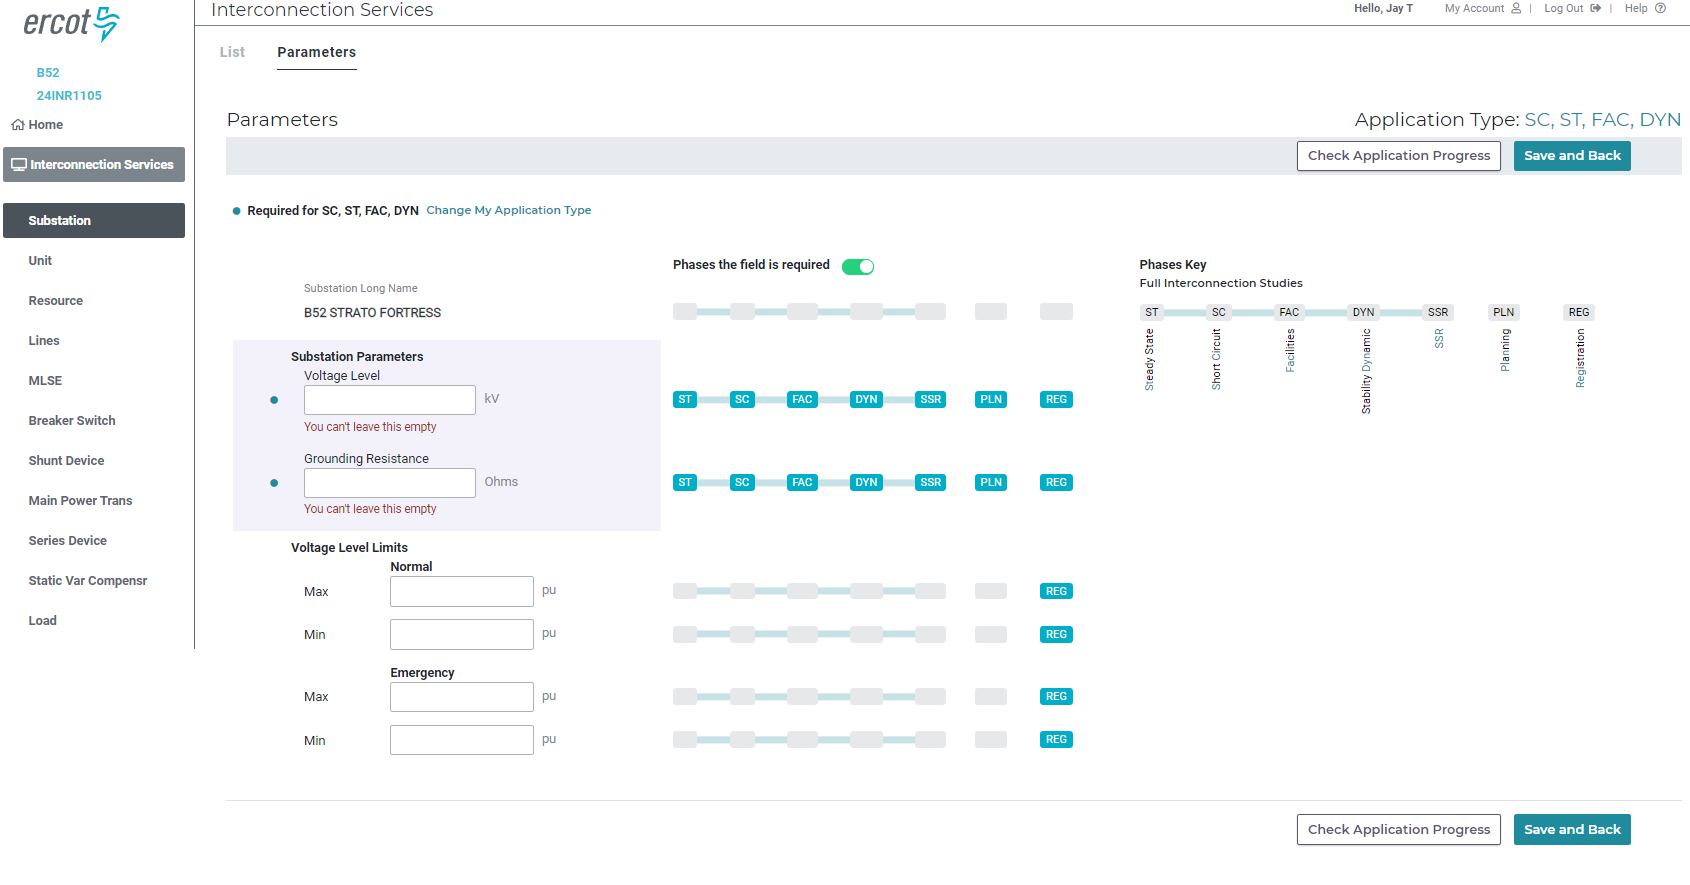 ercot
Interconnection Services
Hello, Jay T My Account | Log Out | Help
List Parameters
B52
24INR1105
Home
Interconnection Services
Substation
Unit
Resource
Lines
MLSE
Breaker Switch
Shunt Device
Main Power Trans
Series Device
Static Var Compensr
Load
Parameters
Application Type: SC, ST, FAC, DYN
Check Application Progress Save and Back
Required for SC, ST, FAC, DYN Change My Application Type
Phases the field is required
Substation Long Name
B52 STRATO FORTRESS
Substation Parameters
Voltage Level
kV
You can't leave this empty
ST SC FAC DYN SSR PLN REG
Grounding Resistance
Ohms
You can't leave this empty
ST SC FAC DYN SSR PLN REG
Voltage Level Limits
Normal
Max pu REG
Min pu REG
Emergency
Max pu REG
Min pu REG
Phases Key
Full Interconnection Studies
ST SC FAC DYN SSR PLN REG
Steady State
Short Circuit
Facilities
Stability Dynamic
SSR
Planning
Registration
Check Application Progress Save and Back